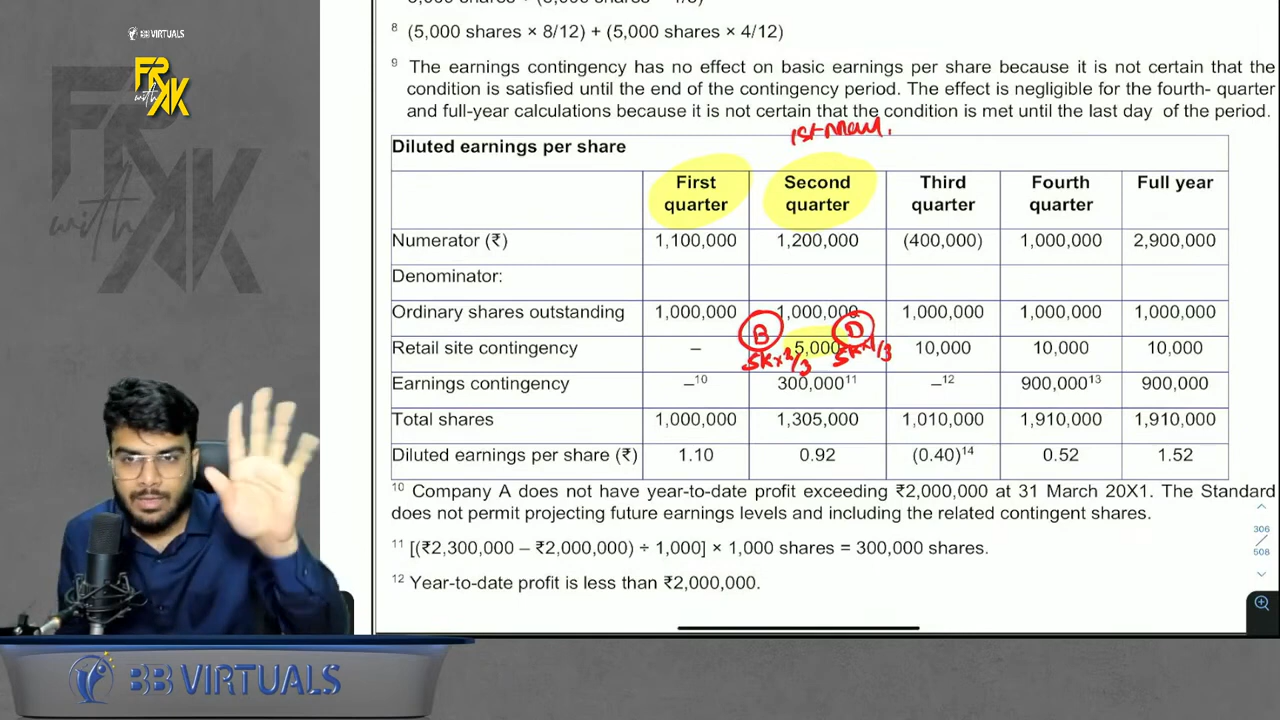 BB VIRTUALS
FR
with
AK
FR
with
AK
⁸ (5,000 shares × 8/12) + (5,000 shares × 4/12)
⁹ The earnings contingency has no effect on basic earnings per share because it is not certain that the
condition is satisfied until the end of the contingency period. The effect is negligible for the fourth- quarter
and full-year calculations because it is not certain that the condition is met until the last day of the period.
1st
Diluted earnings per share
First quarter Second quarter Third quarter Fourth quarter Full year
Numerator (₹) 1,100,000 1,200,000 (400,000) 1,000,000 2,900,000
Denominator:
Ordinary shares outstanding 1,000,000 1,000,000 1,000,000 1,000,000 1,000,000
B D
Retail site contingency – 5,000 10,000 10,000 10,000
5k×2/3 5k×1/3
Earnings contingency –¹⁰ 300,000¹¹ –¹² 900,000¹³ 900,000
Total shares 1,000,000 1,305,000 1,010,000 1,910,000 1,910,000
Diluted earnings per share (₹) 1.10 0.92 (0.40)¹⁴ 0.52 1.52
¹⁰ Company A does not have year-to-date profit exceeding ₹2,000,000 at 31 March 20X1. The Standard
does not permit projecting future earnings levels and including the related contingent shares.
¹¹ [(₹2,300,000 – ₹2,000,000) ÷ 1,000] × 1,000 shares = 300,000 shares.
¹² Year-to-date profit is less than ₹2,000,000.
306
508
BB VIRTUALS